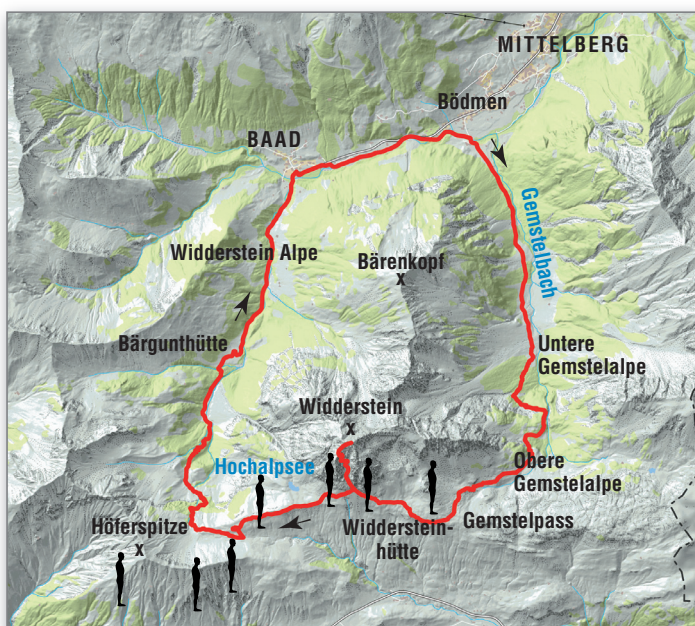 MITTELBERG
Bödmen
BAAD
Gemstelbach
Widderstein Alpe
Bärenkopf
x
Bärgunthütte
Untere
Gemstelalpe
Widderstein
x
Hochalpsee
Obere
Gemstelalpe
Höferspitze
x
Widderstein-
hütte
Gemstelpass